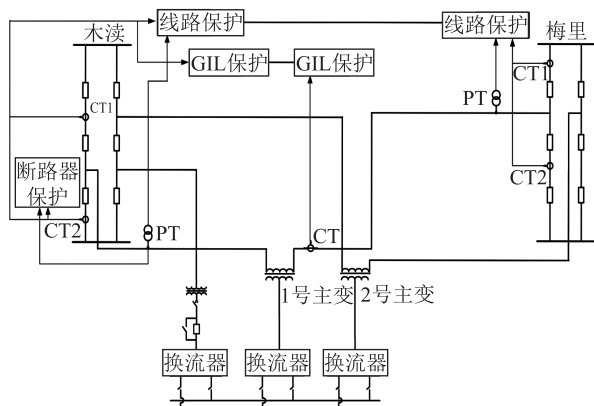 木渎
线路保护
线路保护
梅里
GIL保护
GIL保护
CT1
PT
CT1
断路器
保护
CT2
CT2
PT
CT
1号主变
2号主变
换流器
换流器
换流器